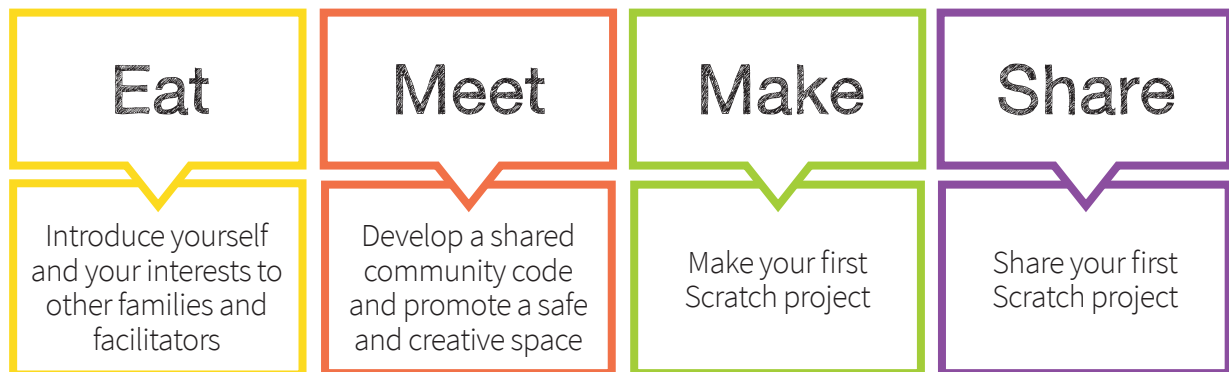 Eat
Introduce yourself
and your interests to
other families and
facilitators
Meet
Develop a shared
community code
and promote a safe
and creative space
Make
Make your first
Scratch project
Share
Share your first
Scratch project